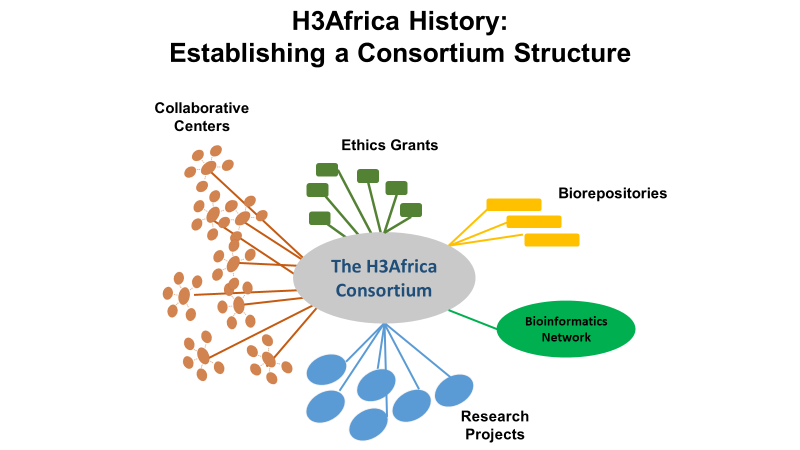 H3Africa History:
Establishing a Consortium Structure
Collaborative
Centers
Ethics Grants
Biorepositories
The H3Africa
Consortium
Bioinformatics
Network
Research
Projects